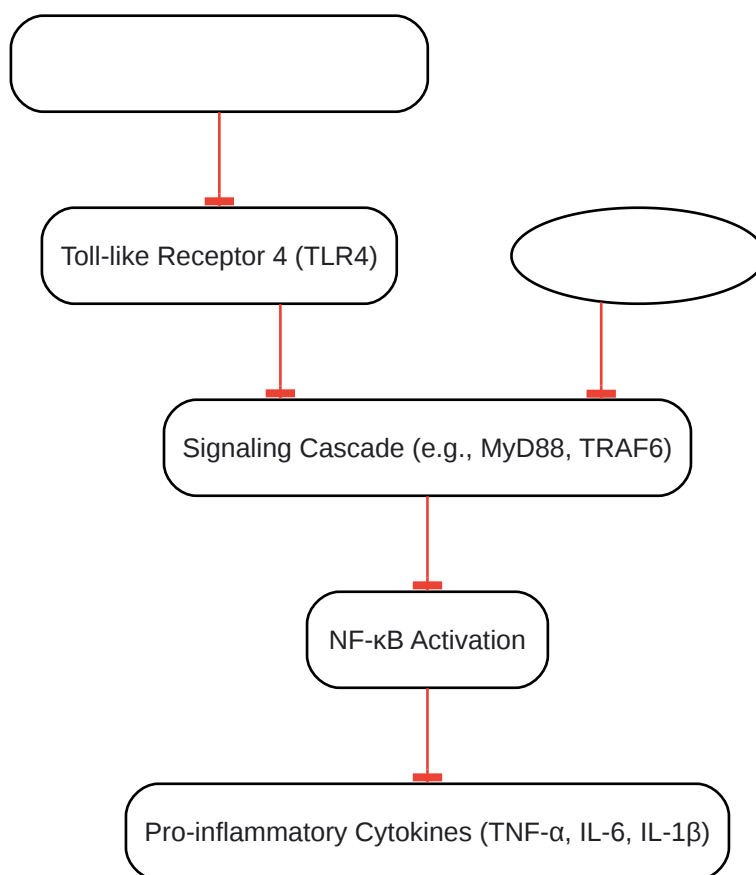 Toll-like Receptor 4 (TLR4)
Signaling Cascade (e.g., MyD88, TRAF6)
NF-κB Activation
Pro-inflammatory Cytokines (TNF-α, IL-6, IL-1β)